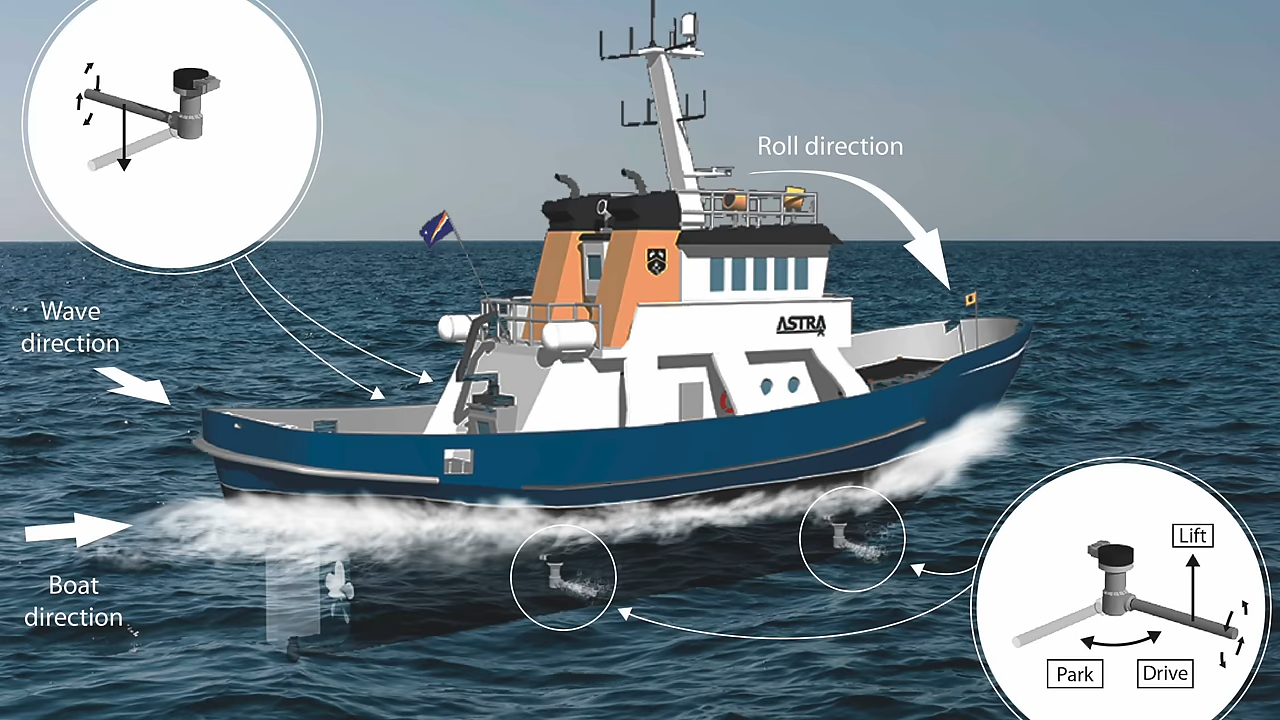 Roll direction
Wave
direction
ASTRA
Boat
direction
Lift
Park
Drive